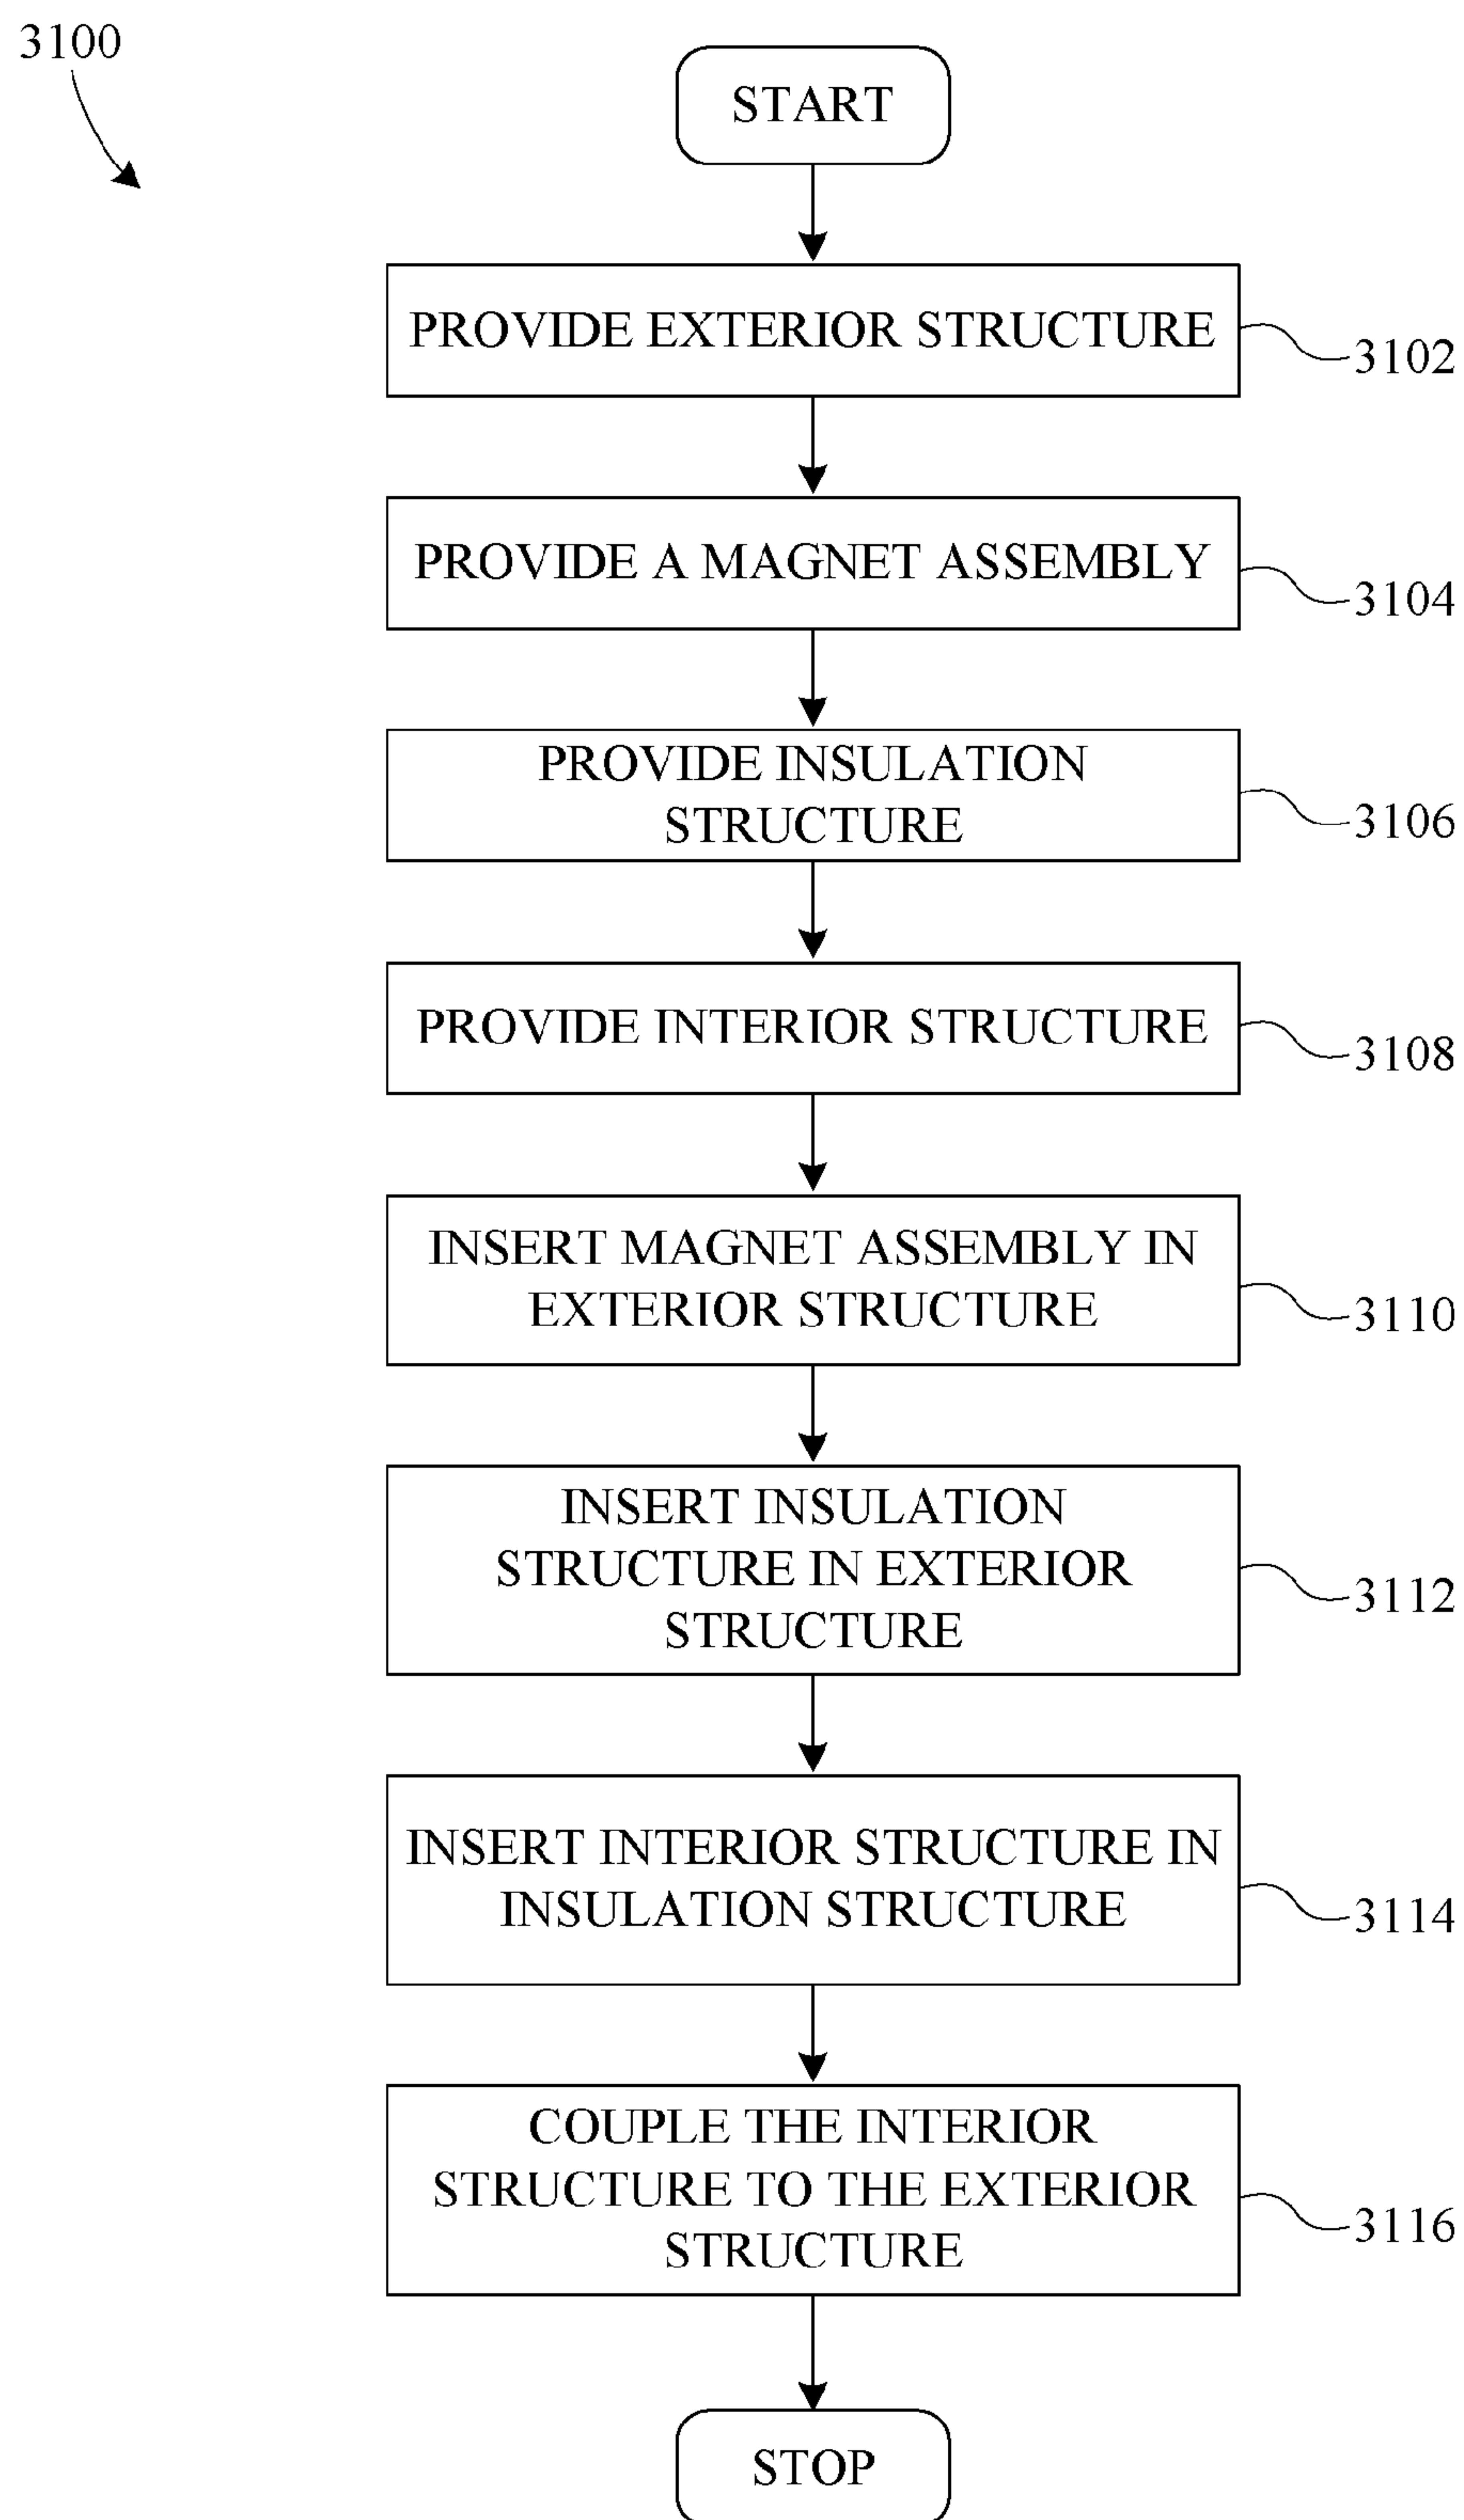 3100
START
PROVIDE EXTERIOR STRUCTURE
3102
PROVIDE A MAGNET ASSEMBLY
3104
PROVIDE INSULATION
STRUCTURE
3106
PROVIDE INTERIOR STRUCTURE
3108
INSERT MAGNET ASSEMBLY IN
EXTERIOR STRUCTURE
3110
INSERT INSULATION
STRUCTURE IN EXTERIOR
STRUCTURE
3112
INSERT INTERIOR STRUCTURE IN
INSULATION STRUCTURE
3114
COUPLE THE INTERIOR
STRUCTURE TO THE EXTERIOR
STRUCTURE
3116
STOP